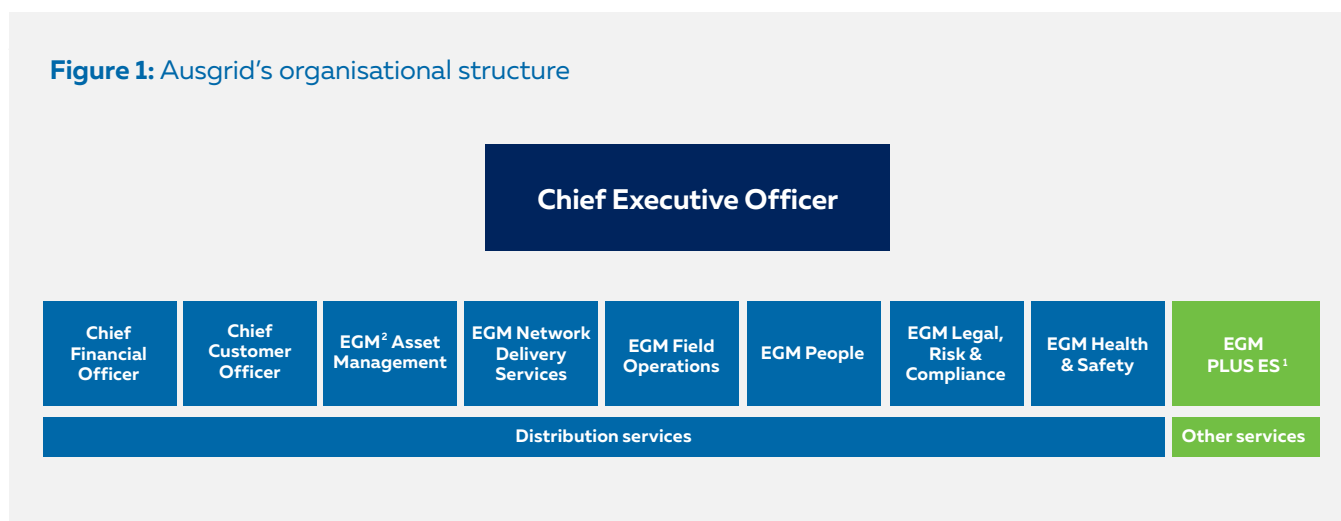 Figure 1: Ausgrid's organisational structure
Chief Executive Officer
Chief
Financial
Officer
Chief
Customer
Officer
EGM² Asset
Management
EGM Network
Delivery
Services
EGM Field
Operations
EGM People
EGM Legal,
Risk &
Compliance
EGM Health
& Safety
EGM
PLUS ES¹
Distribution services
Other services